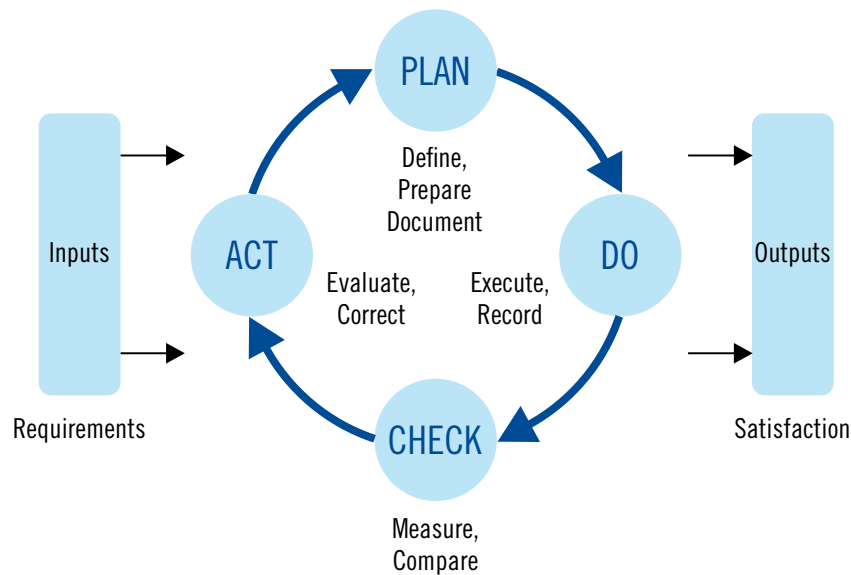 PLAN
Define,
Prepare
Document
Inputs
ACT
DO
Outputs
Evaluate,
Correct
Execute,
Record
Requirements
CHECK
Satisfaction
Measure,
Compare